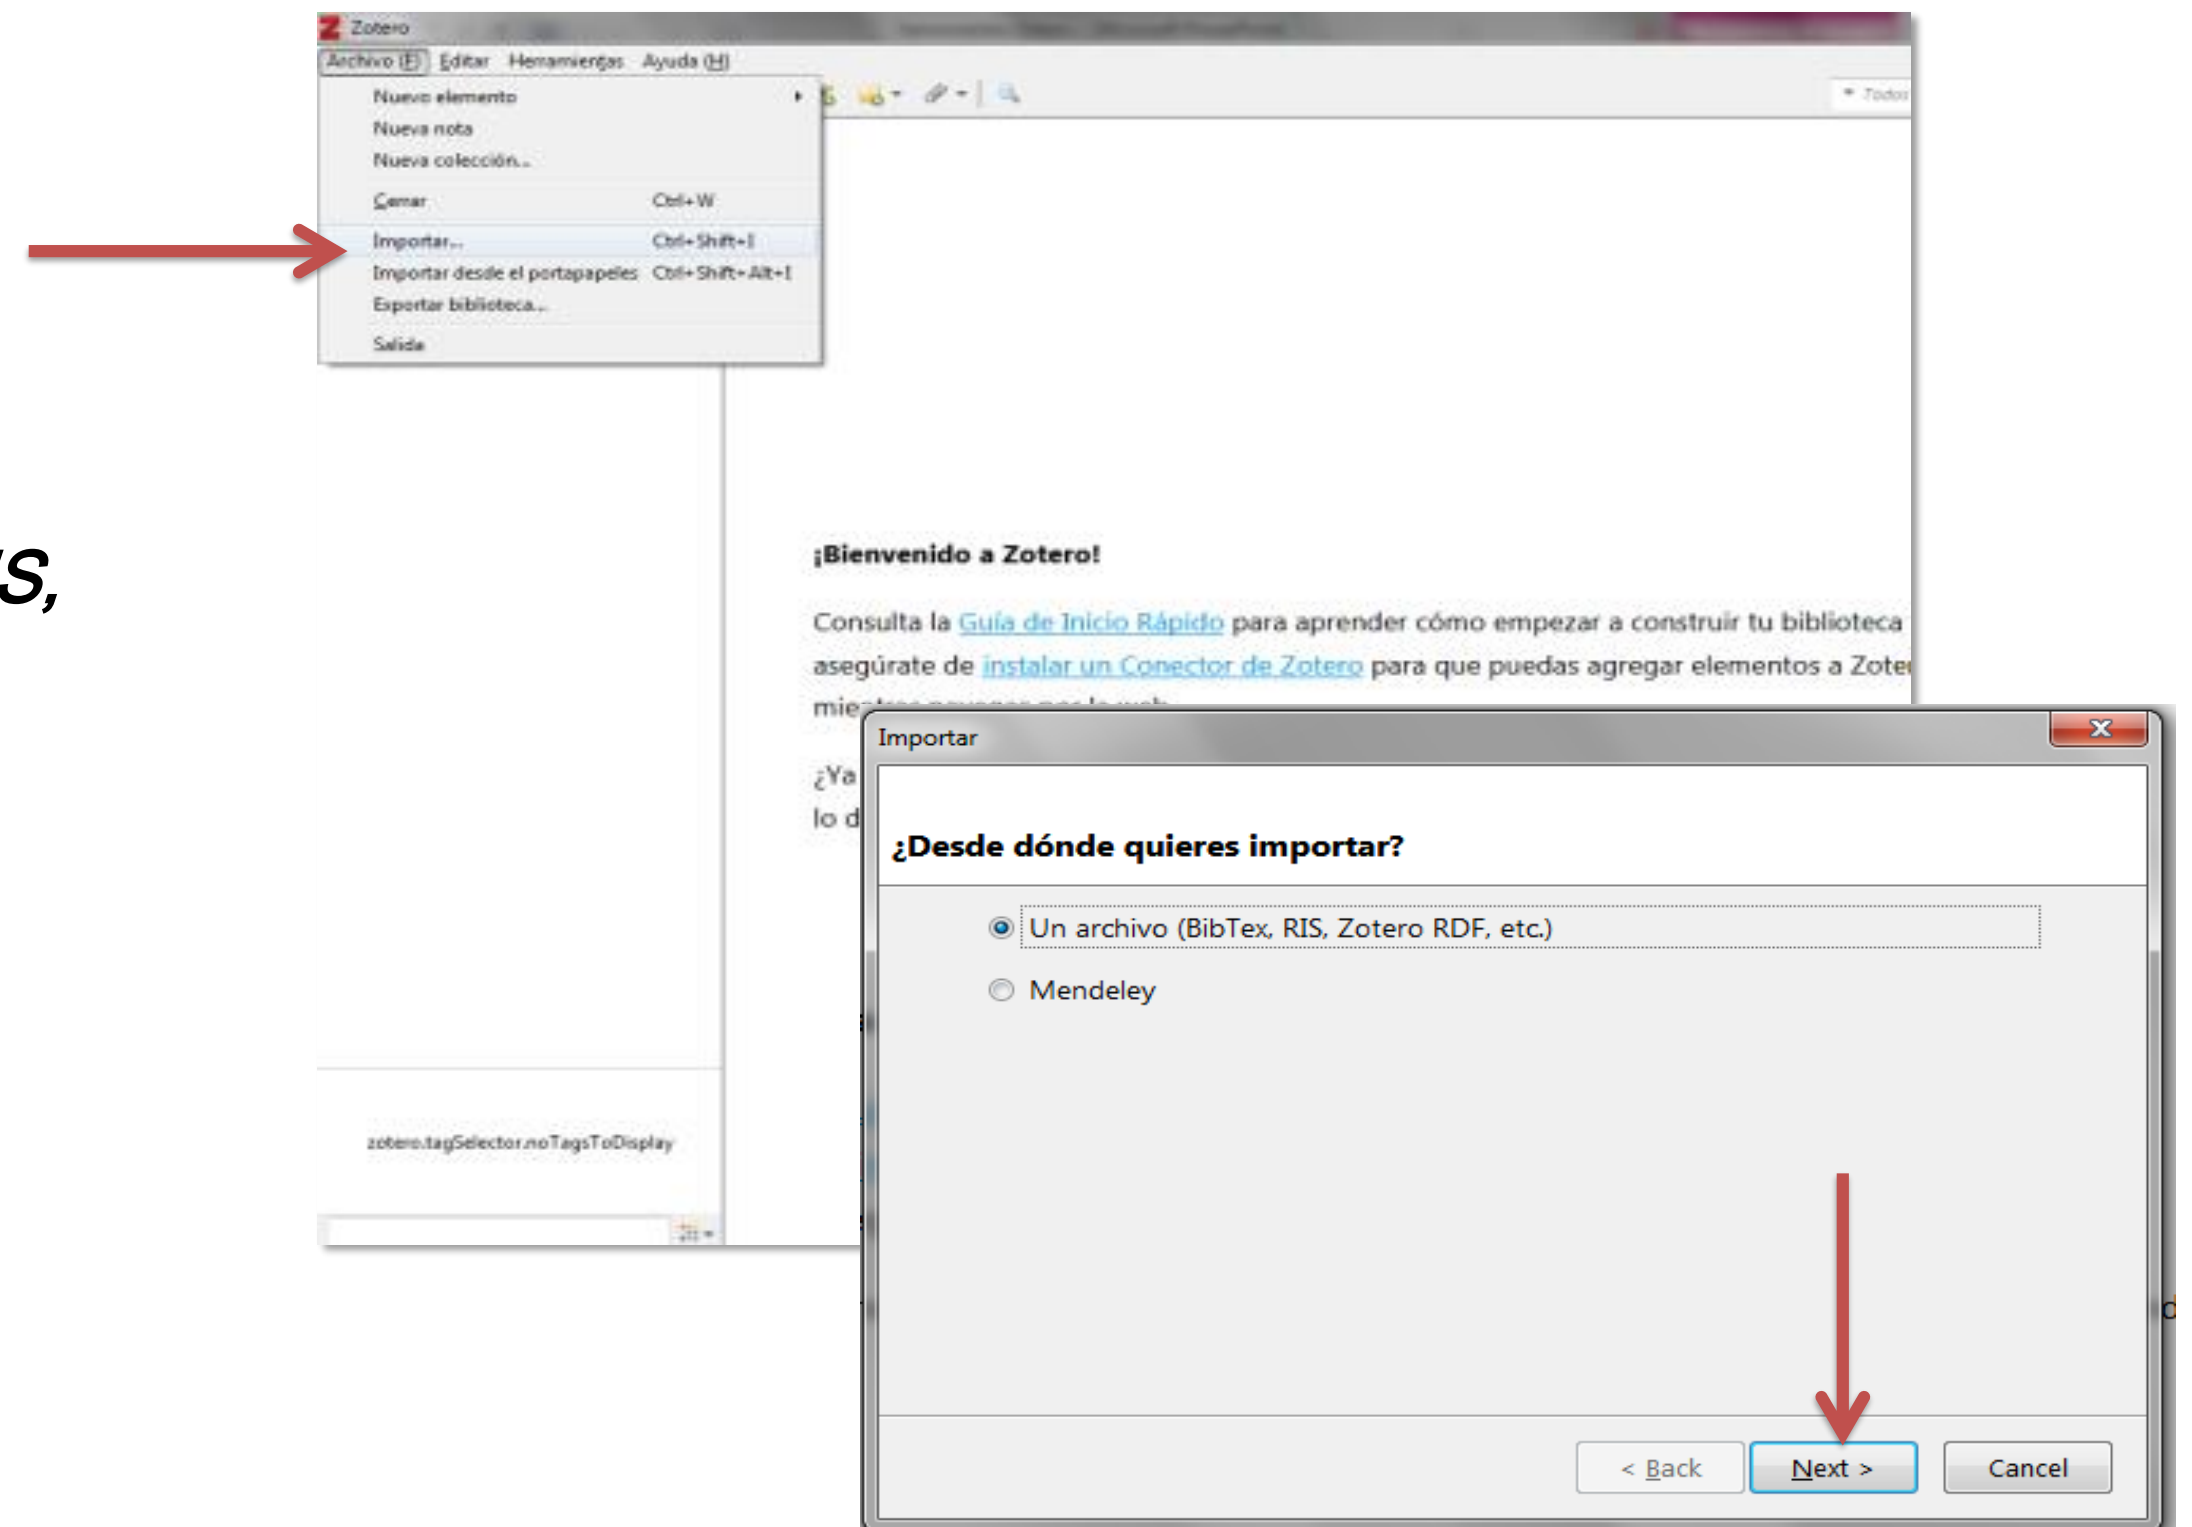 Zotero
Archivo (F) Editar Herramientas Ayuda (H)
Nuevo elemento
Nueva nota
Nueva colección...
Cerrar Ctrl+W
Importar... Ctrl+Shift+I
Importar desde el portapapeles Ctrl+Shift+Alt+I
Exportar biblioteca...
Salida
Todos
S,
¡Bienvenido a Zotero!
Consulta la Guía de Inicio Rápido para aprender cómo empezar a construir tu biblioteca
asegúrate de instalar un Conector de Zotero para que puedas agregar elementos a Zote
¿Ya
lo d
Importar
¿Desde dónde quieres importar?
Un archivo (BibTex, RIS, Zotero RDF, etc.)
Mendeley
zotero.tagSelector.noTagsToDisplay
< Back Next > Cancel